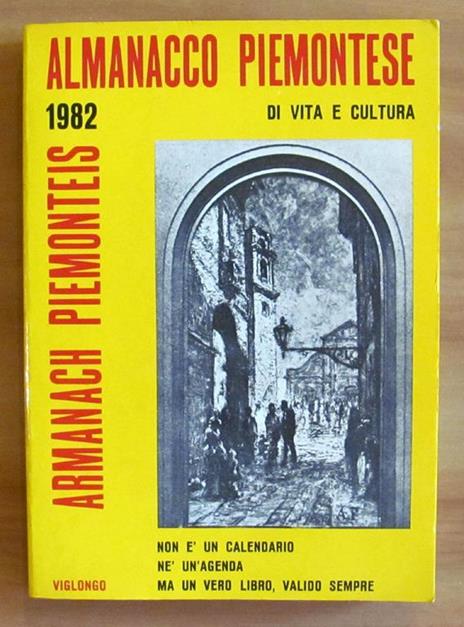 ALMANACCO PIEMONTESE
1982
DI VITA E CULTURA
ARMANACH PIEMONTEIS
NON E' UN CALENDARIO
NE' UN'AGENDA
MA UN VERO LIBRO, VALIDO SEMPRE
VIGLONGO